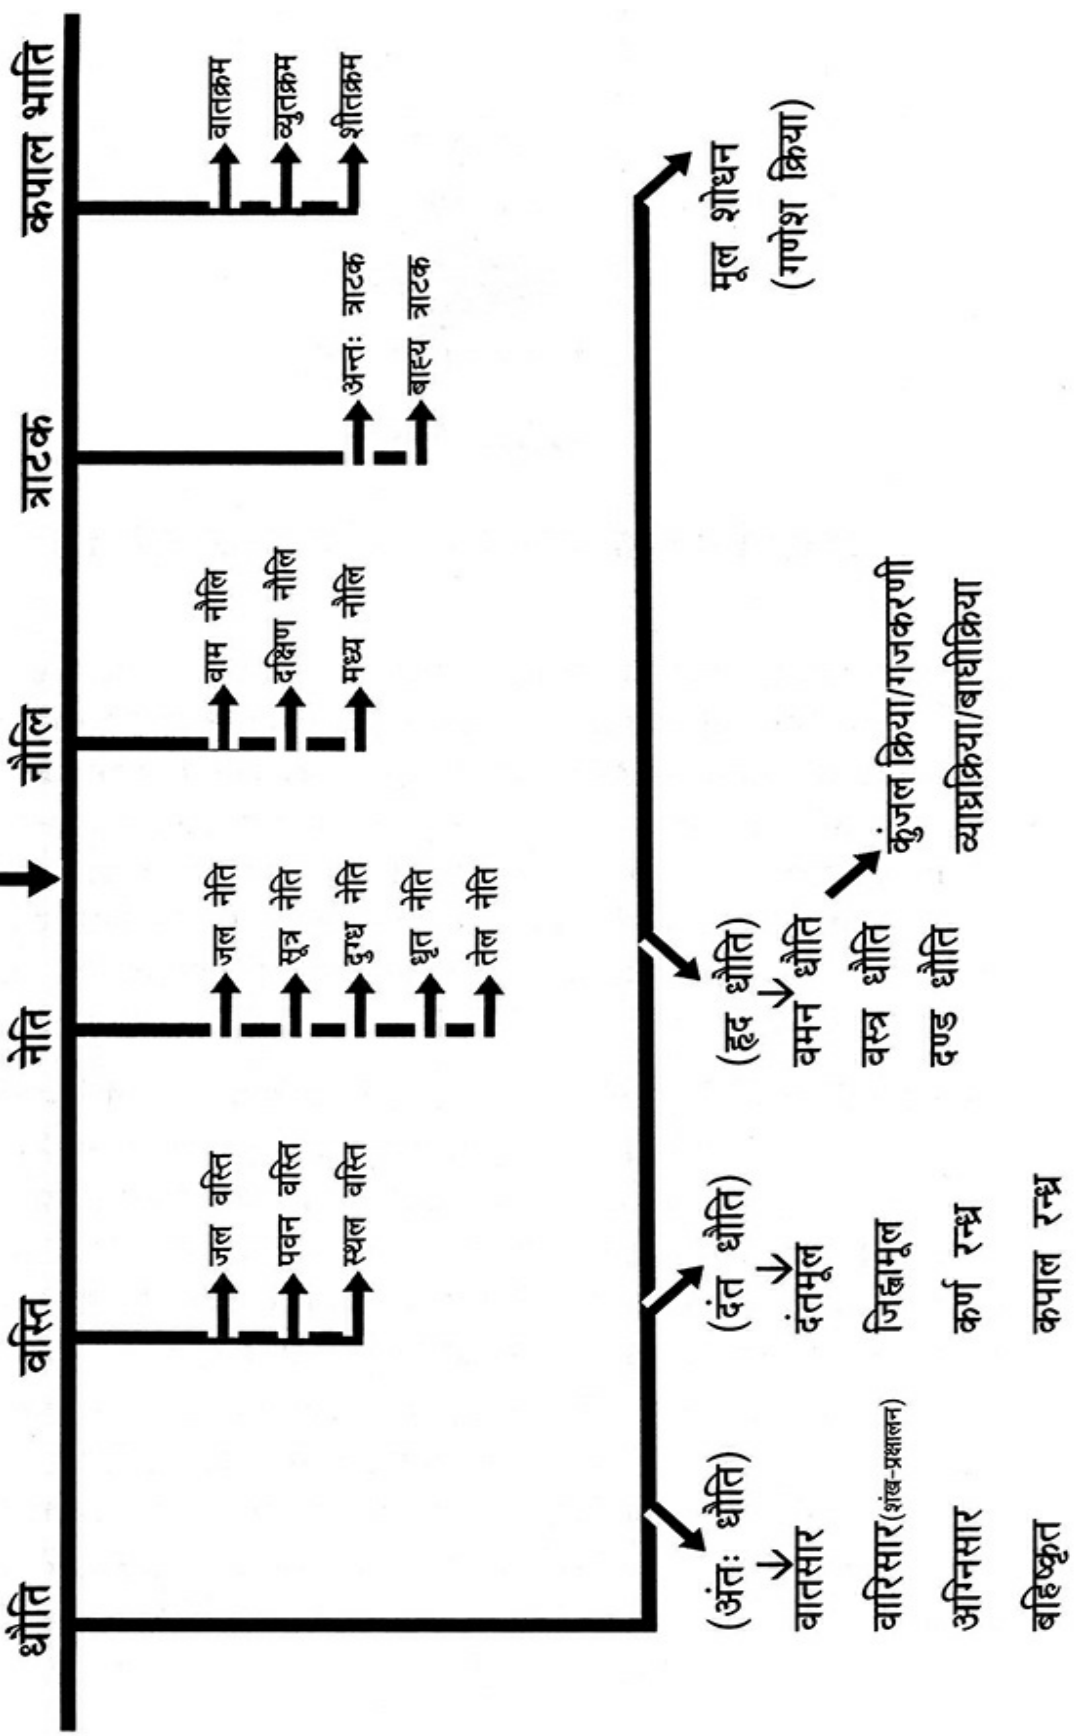 धौति
वस्ति
नेति
नौलि
त्राटक
कपाल भाति
जल वस्ति
पवन वस्ति
स्थल वस्ति
जल नेति
सूत्र नेति
दुग्ध नेति
धृत नेति
तेल नेति
वाम नौलि
दक्षिण नौलि
मध्य नौलि
अन्तः त्राटक
बाह्य त्राटक
वातक्रम
व्युतक्रम
शीतक्रम
(अंतः धौति)
वातसार
वारिसार(शंख-प्रक्षालन)
अग्निसार
बहिष्कृत
(दंत धौति)
दंतमूल
जिह्वामूल
कर्ण रन्ध्र
कपाल रन्ध्र
(हृद धौति)
वमन धौति
वस्त्र धौति
दण्ड धौति
कुंजल क्रिया/गजकरणी
व्याघ्रक्रिया/बाघीक्रिया
मूल शोधन
(गणेश क्रिया)